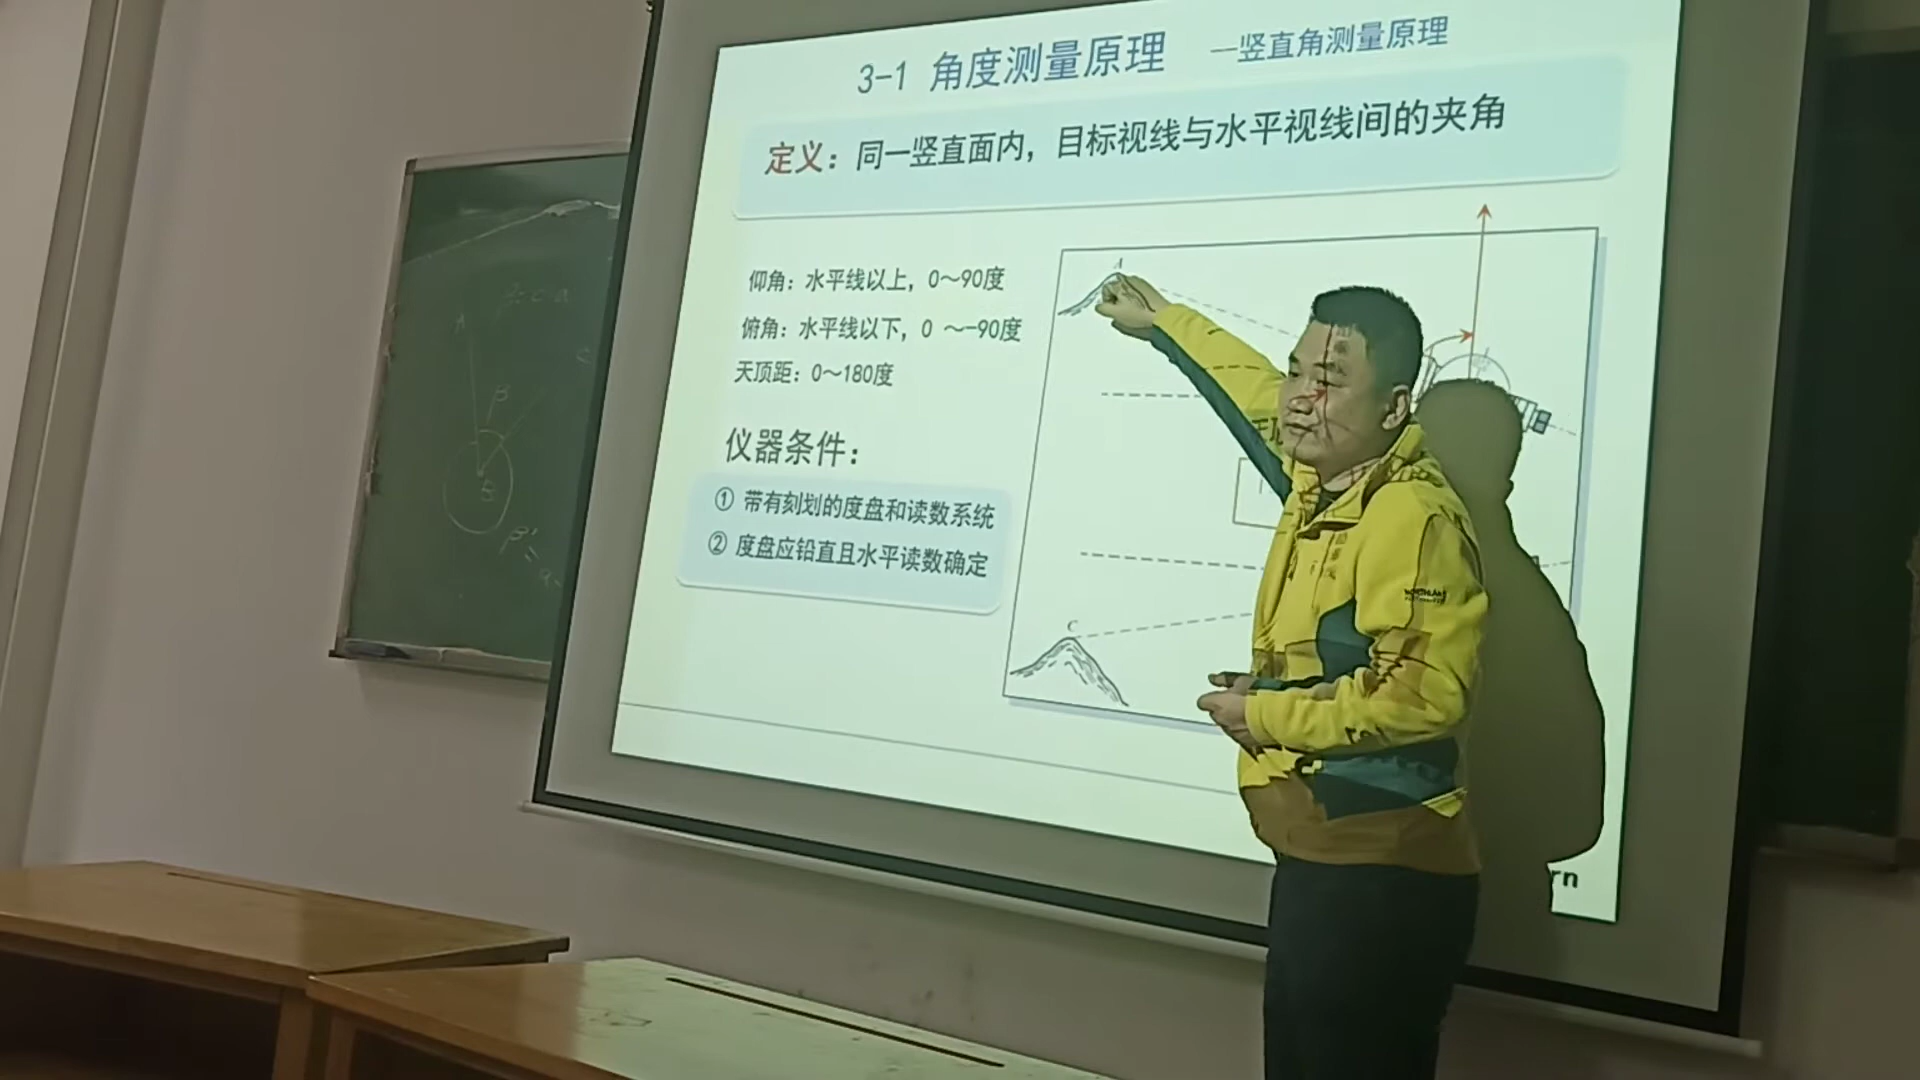 3-1 角度测量原理 —竖直角测量原理
定义：同一竖直面内，目标视线与水平视线间的夹角
仰角：水平线以上，0～90度
俯角：水平线以下，0 ～-90度
天顶距：0～180度
仪器条件：
① 带有刻划的度盘和读数系统
② 度盘应铅直且水平读数确定
A
C
rn
A
β
B
β'=